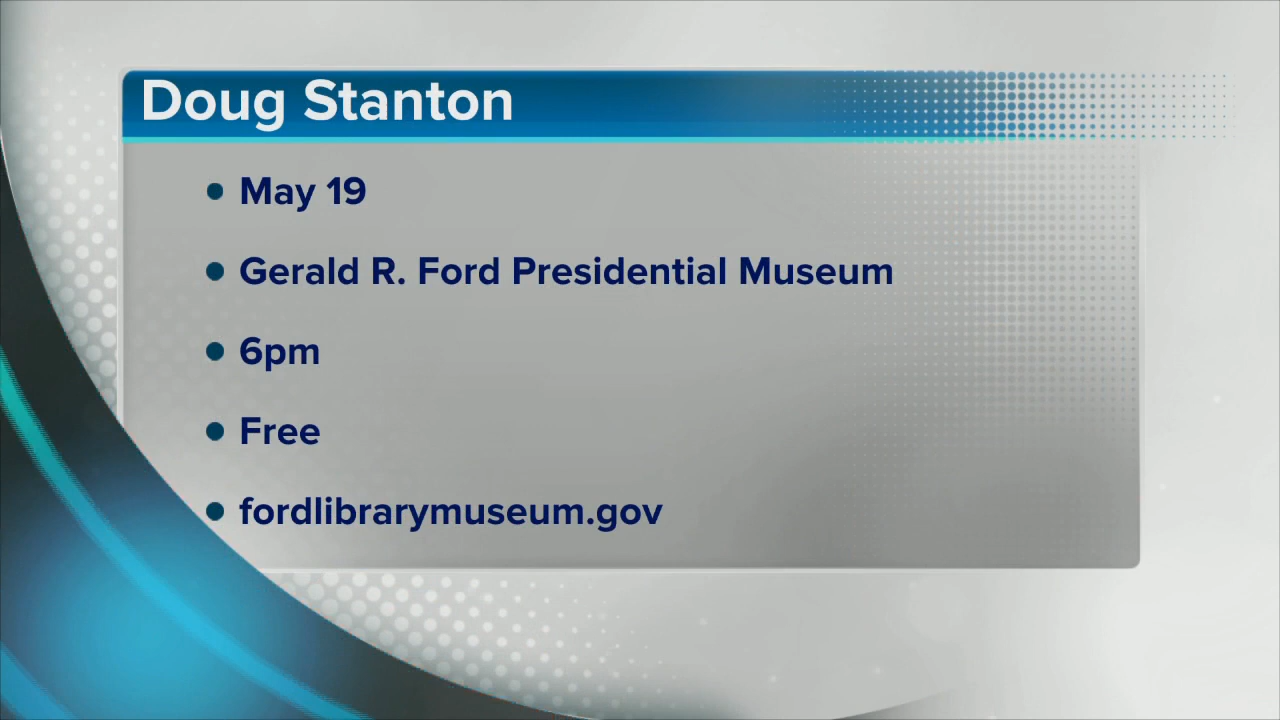 Doug Stanton
May 19
Gerald R. Ford Presidential Museum
6pm
Free
fordlibrarymuseum.gov